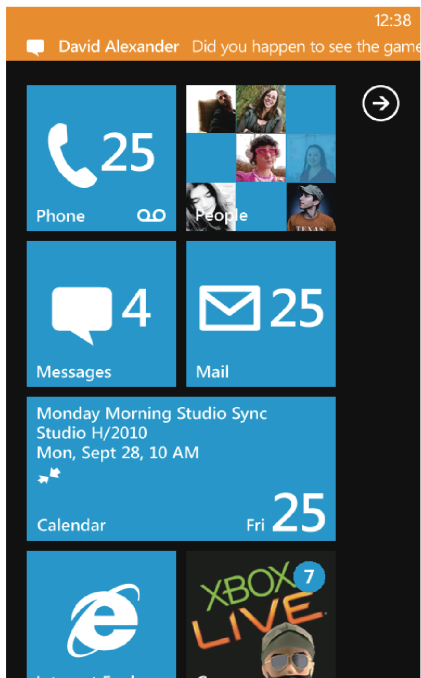 12:38
David Alexander Did you happen to see the game
25
Phone
People
TEXAS
4
Messages
25
Mail
Monday Morning Studio Sync
Studio H/2010
Mon, Sept 28, 10 AM
Calendar
Fri 25
XBOX 7
LIVE